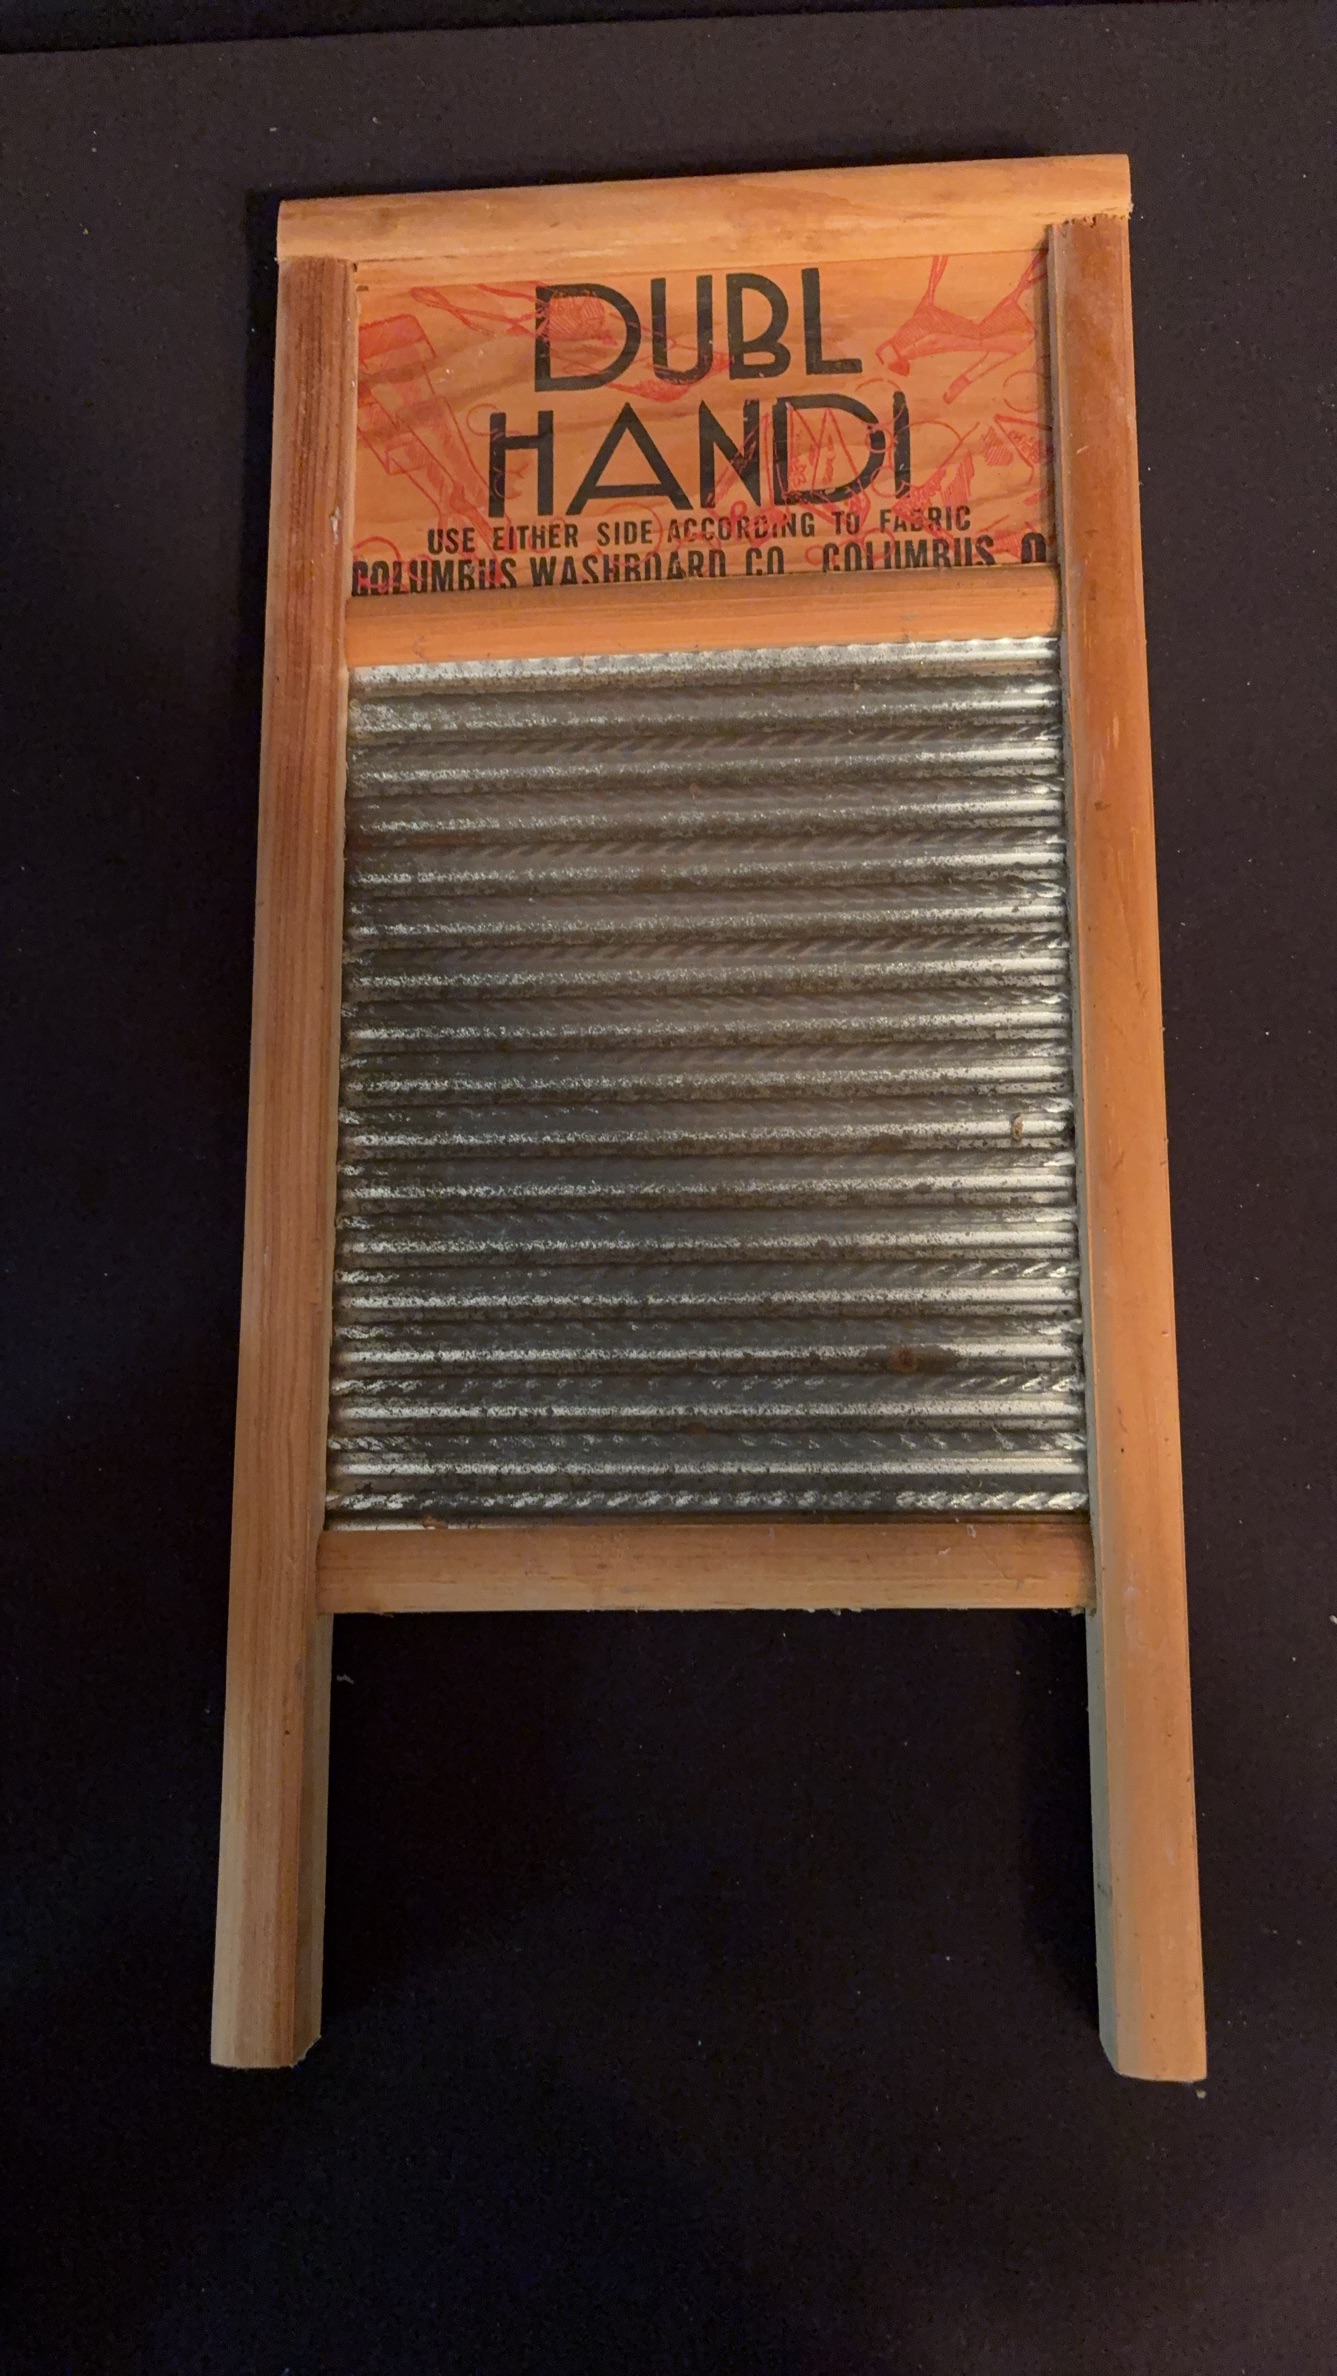 DUBL
HANDI
USE EITHER SIDE ACCORDING TO FABRIC
COLUMBUS WASHBOARD CO. COLUMBUS, O